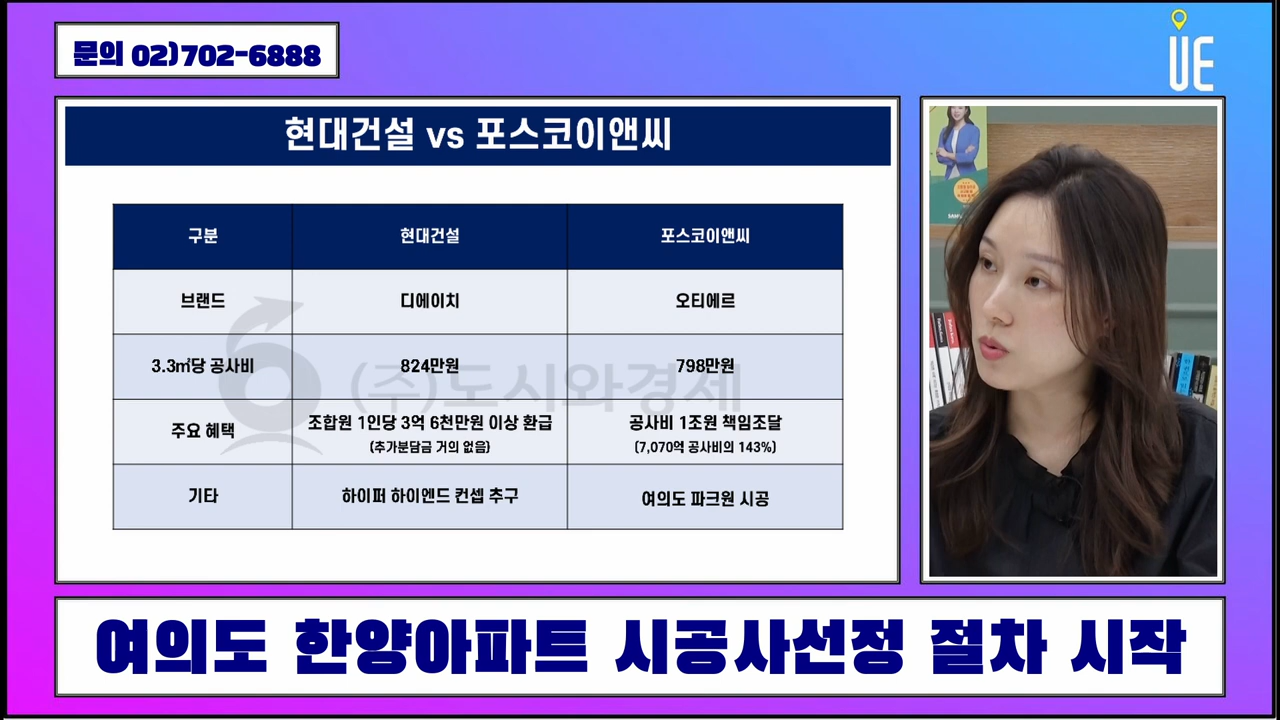 문의 02)702-6888
UE
현대건설 vs 포스코이앤씨
구분 현대건설 포스코이앤씨
브랜드 디에이치 오티에르
3.3㎡당 공사비 824만원 798만원
주요 혜택 조합원 1인당 3억 6천만원 이상 환급 공사비 1조원 책임조달
(추가분담금 거의 없음) (7,070억 공사비의 143%)
기타 하이퍼 하이엔드 컨셉 추구 여의도 파크원 시공
(주)도시와경제
여의도 한양아파트 시공사선정 절차 시작